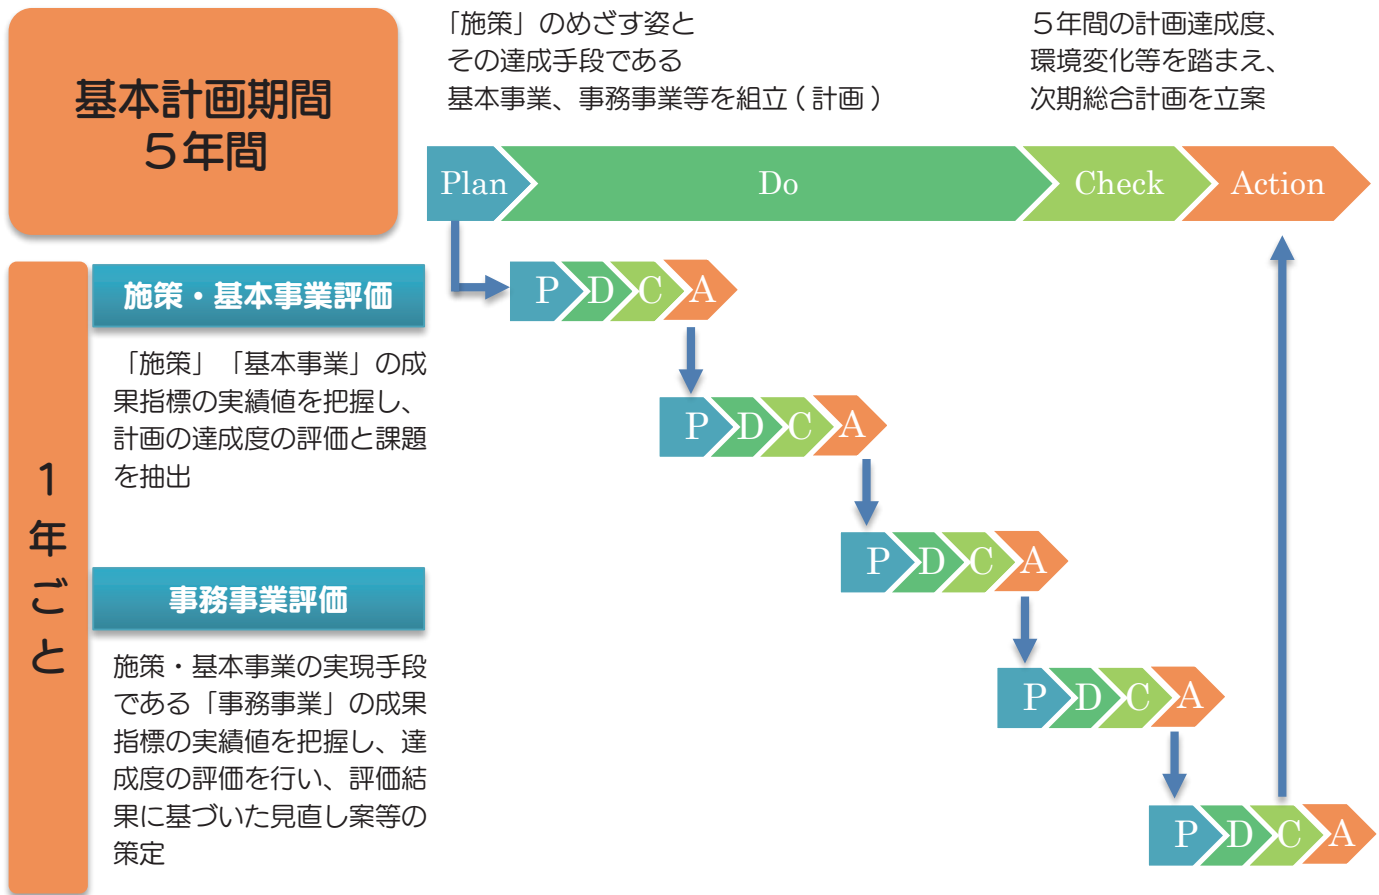 基本計画期間
５年間
「施策」のめざす姿と
その達成手段である
基本事業、事務事業等を組立（計画）
５年間の計画達成度、
環境変化等を踏まえ、
次期総合計画を立案
Plan
Do
Check
Action
１年ごと
施策・基本事業評価
「施策」「基本事業」の成
果指標の実績値を把握し、
計画の達成度の評価と課題
を抽出
事務事業評価
施策・基本事業の実現手段
である「事務事業」の成果
指標の実績値を把握し、達
成度の評価を行い、評価結
果に基づいた見直し案等の
策定
P D C A
P D C A
P D C A
P D C A
P D C A